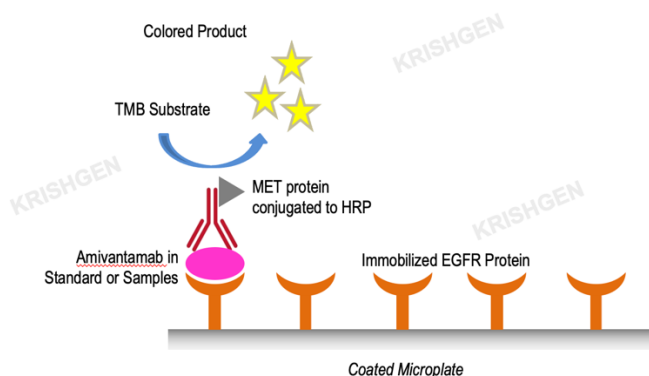 Colored Product
KRISHGEN
TMB Substrate
KRISHGEN
MET protein
conjugated to HRP
KRISHGEN
Amivantamab in
Standard or Samples
Immobilized EGFR Protein
Coated Microplate